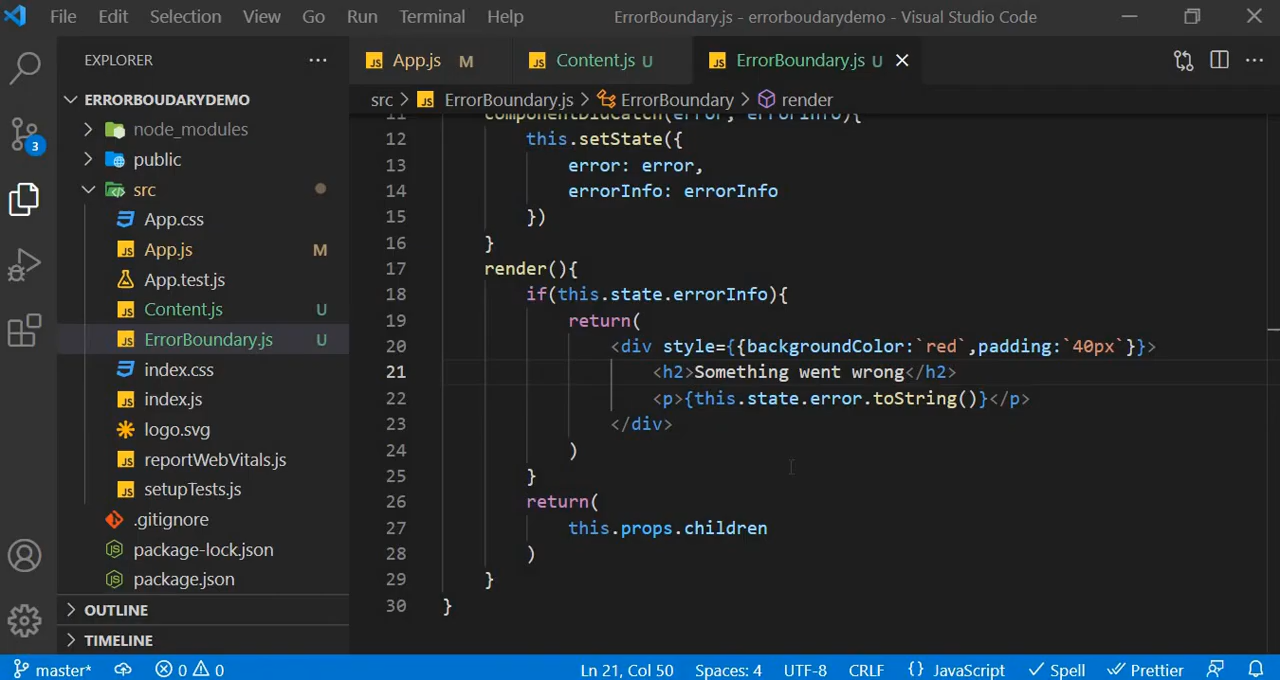 File Edit Selection View Go Run Terminal Help ErrorBoundary.js - errorboudarydemo - Visual Studio Code
EXPLORER
App.js M Content.js U ErrorBoundary.js U
src > JS ErrorBoundary.js > ErrorBoundary > render
ERRORBOUDARYDEMO
node_modules
public
src
App.css
App.js M
App.test.js
Content.js U
ErrorBoundary.js U
index.css
index.js
logo.svg
reportWebVitals.js
setupTests.js
.gitignore
package-lock.json
package.json
OUTLINE
TIMELINE
3
11 componentDidCatch(error, errorInfo){
12 this.setState({
13 error: error,
14 errorInfo: errorInfo
15 })
16 }
17 render(){
18 if(this.state.errorInfo){
19 return(
20 <div style={{backgroundColor:`red`,padding:`40px`}}>
21 <h2>Something went wrong</h2>
22 <p>{this.state.error.toString()}</p>
23 </div>
24 )
25 }
26 return(
27 this.props.children
28 )
29 }
30 }
master* 0 0 Ln 21, Col 50 Spaces: 4 UTF-8 CRLF {} JavaScript Spell Prettier